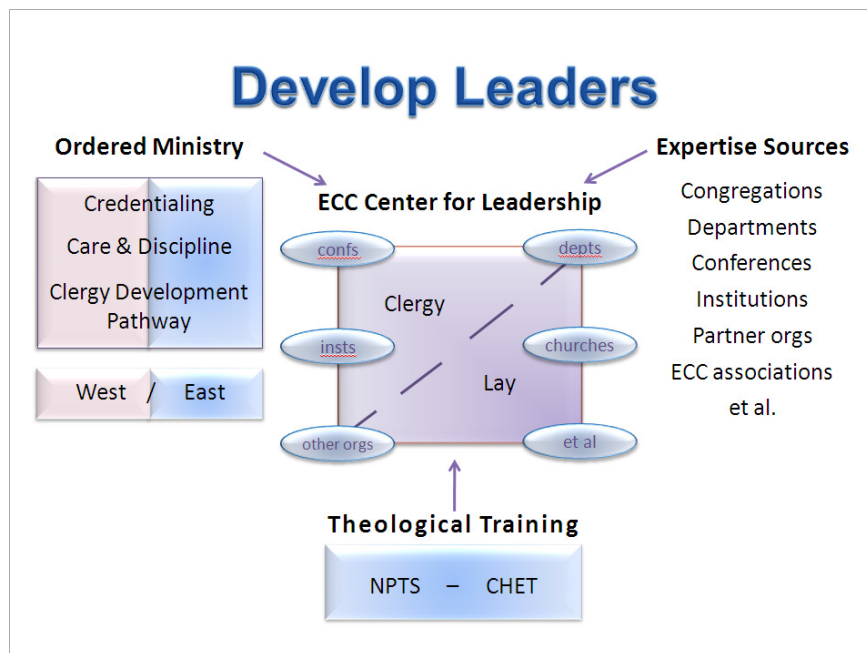 Develop Leaders
Ordered Ministry
Credentialing
Care & Discipline
Clergy Development
Pathway
West / East
ECC Center for Leadership
confs
depts
Clergy
insts
churches
Lay
other orgs
et al
Expertise Sources
Congregations
Departments
Conferences
Institutions
Partner orgs
ECC associations
et al.
Theological Training
NPTS – CHET